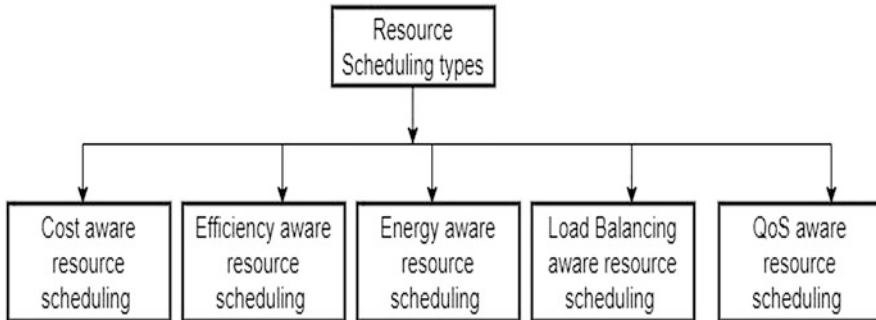 Resource
Scheduling types
Cost aware
resource
scheduling
Efficiency aware
resource
scheduling
Energy aware
resource
scheduling
Load Balancing
aware resource
scheduling
QoS aware
resource
scheduling